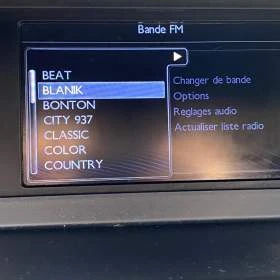 Bande FM
BEAT
BLANIK
BONTON
CITY 937
CLASSIC
COLOR
COUNTRY
Changer de bande
Options
Reglages audio
Actualiser liste radio